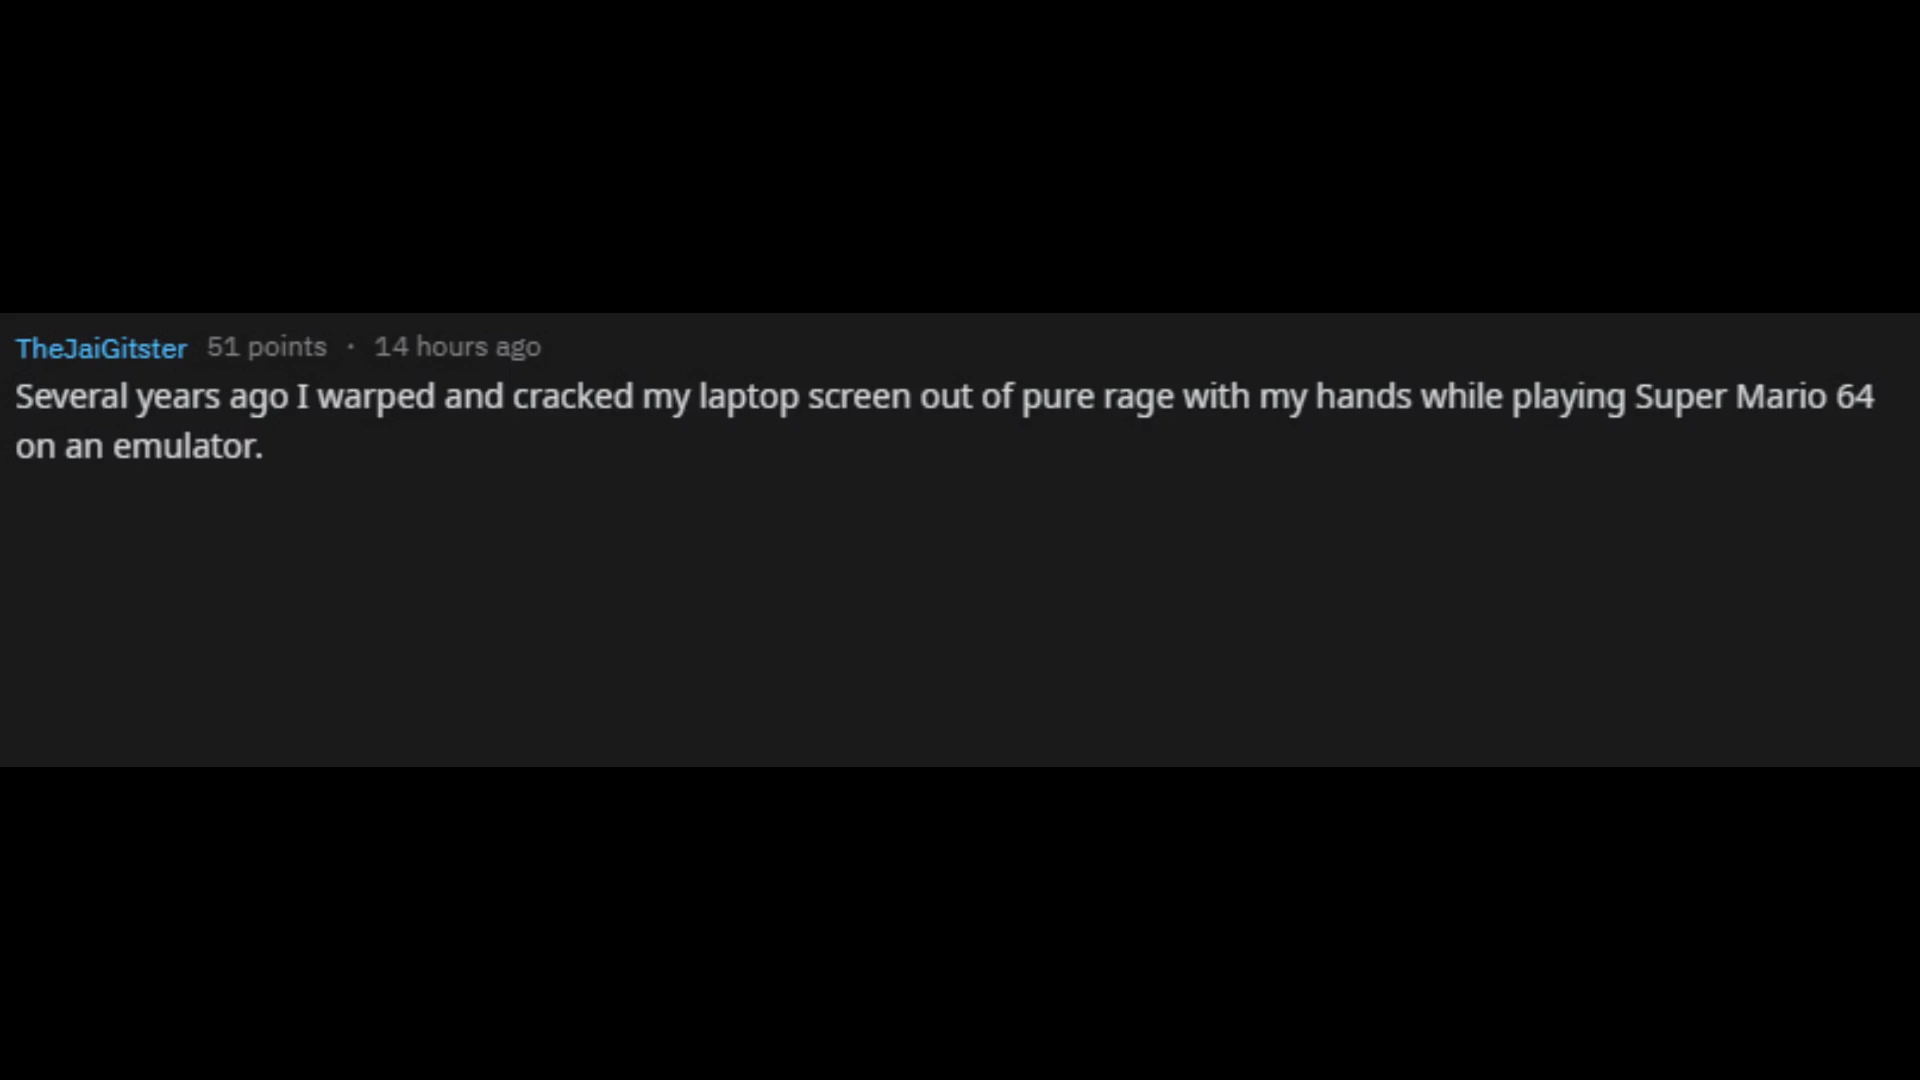 TheJaiGitster 51 points · 14 hours ago
Several years ago I warped and cracked my laptop screen out of pure rage with my hands while playing Super Mario 64
on an emulator.